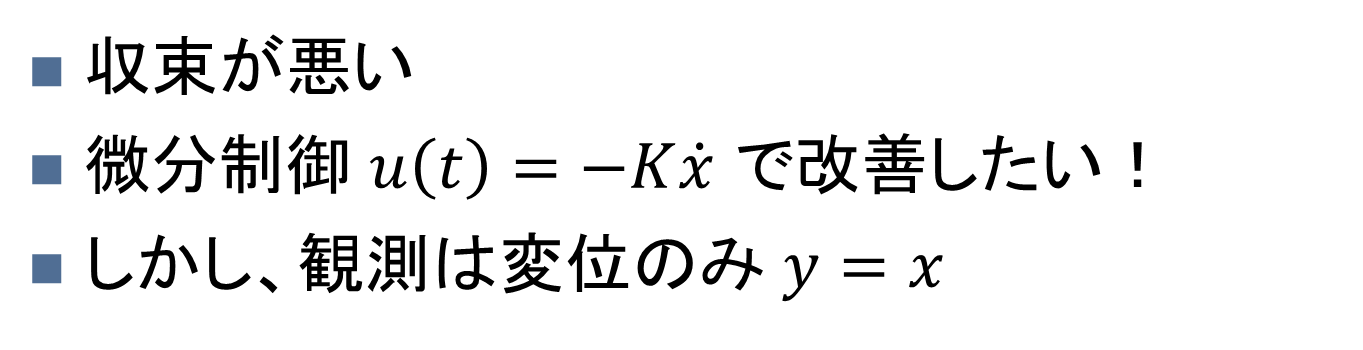 ■ 収束が悪い
■ 微分制御 u(t) = −Kẋ で改善したい！
■ しかし、観測は変位のみ y = x